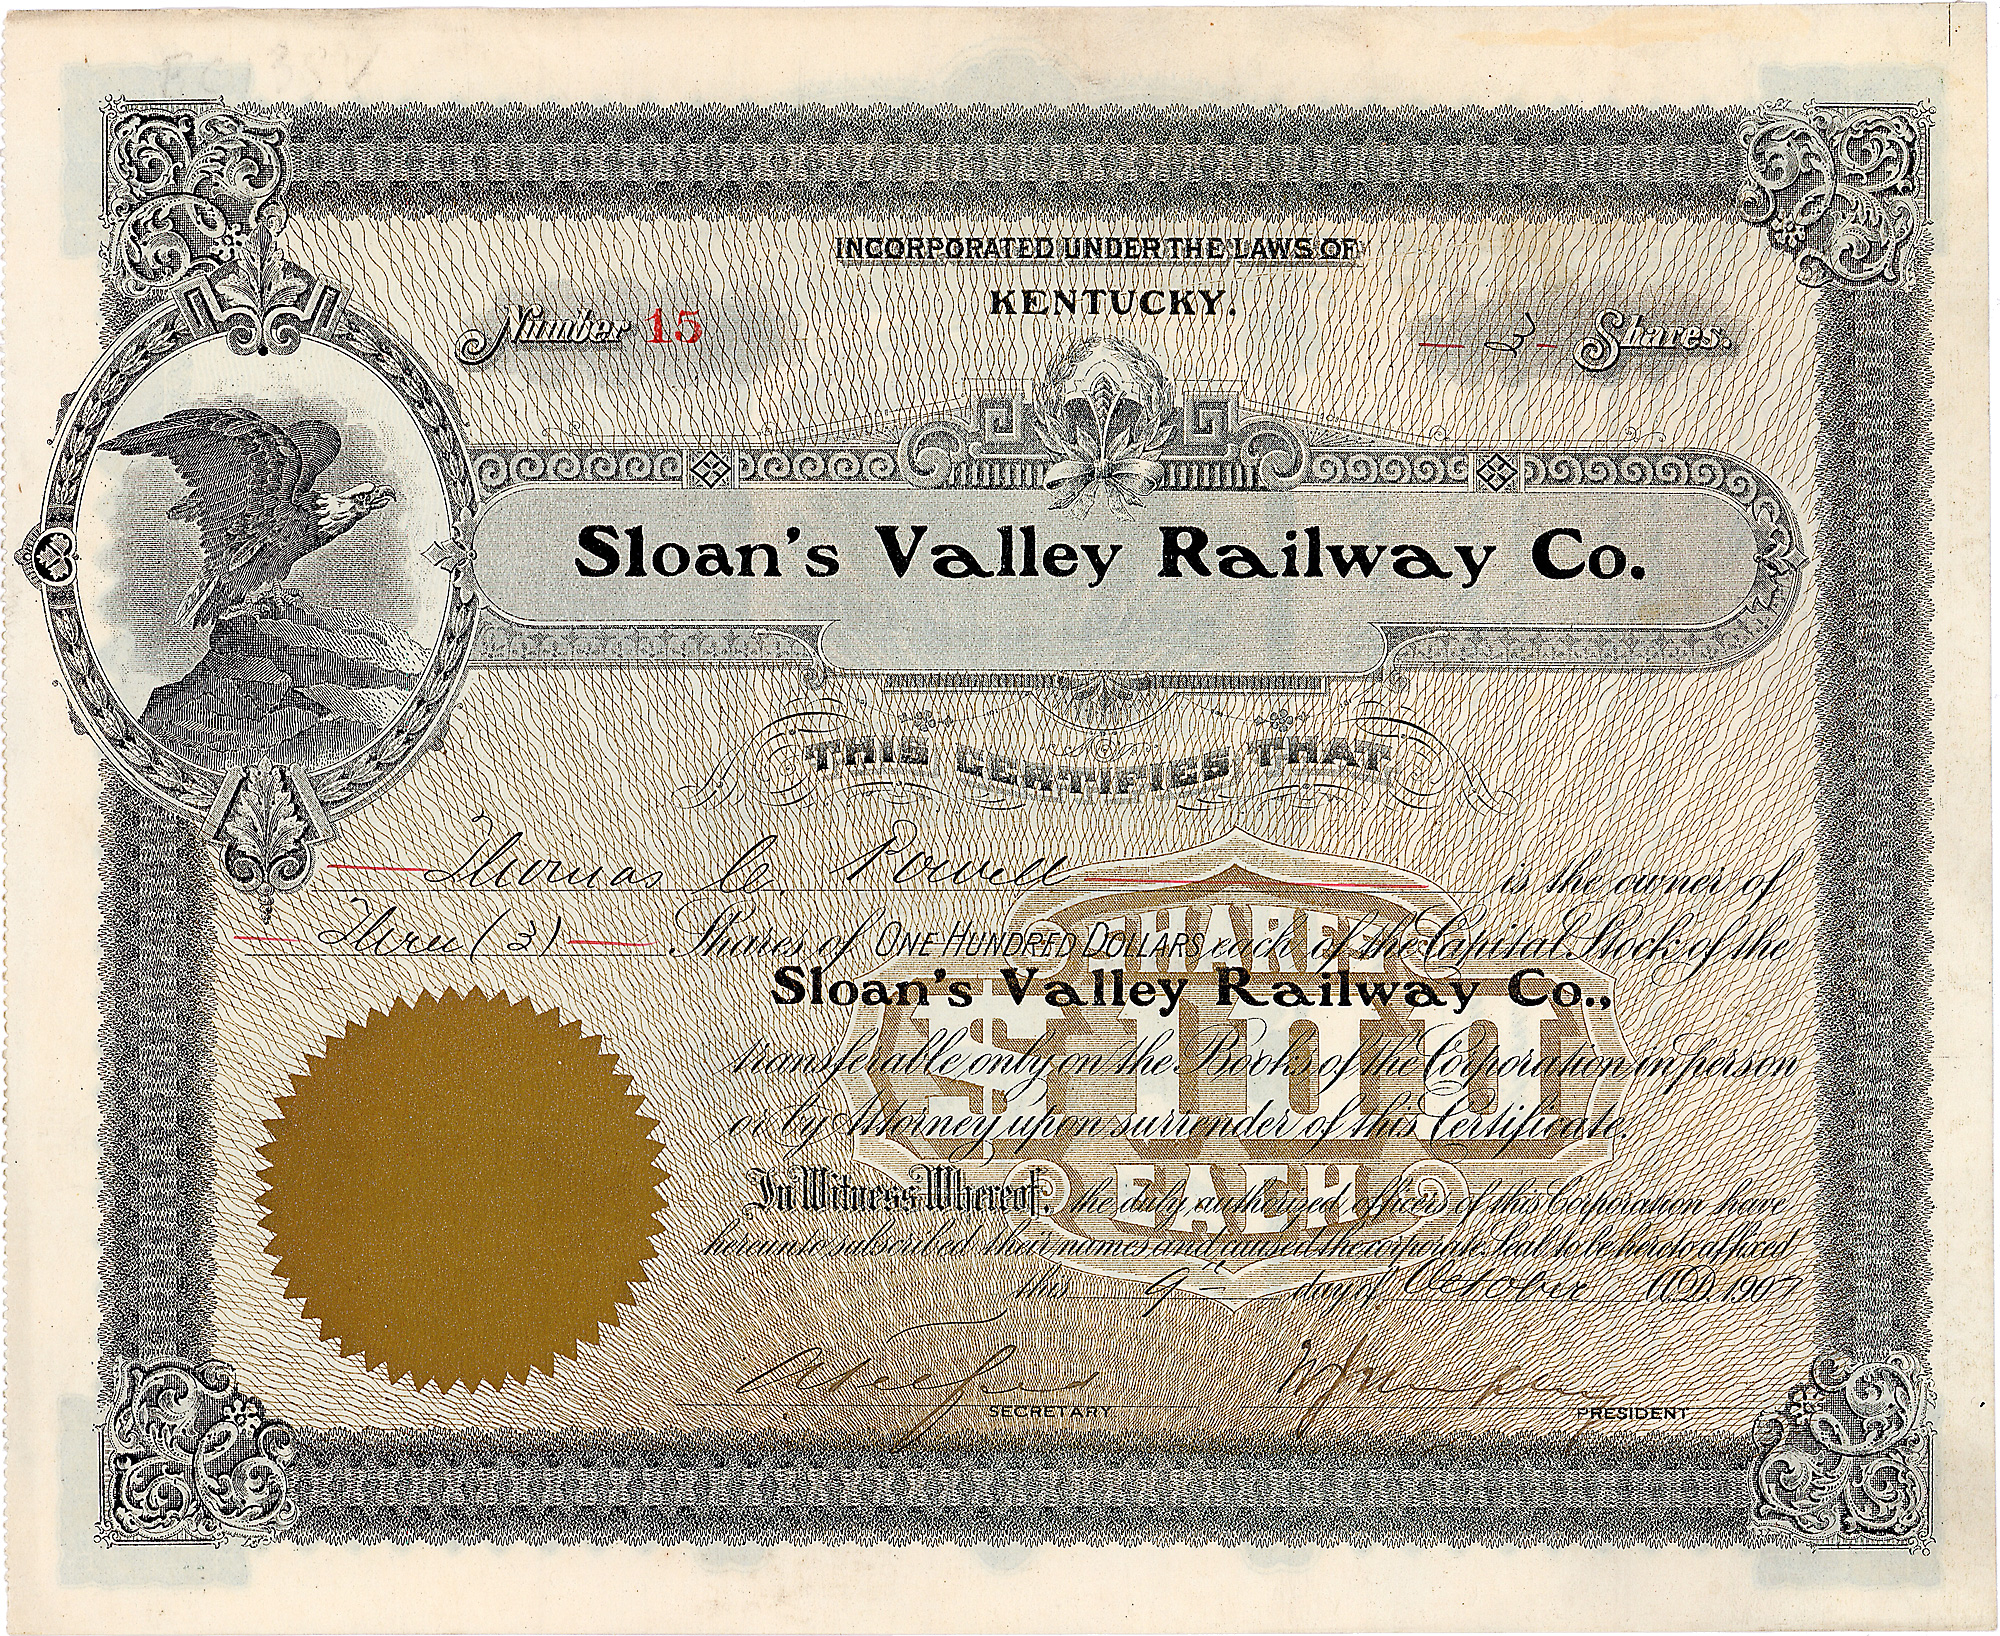 INCORPORATED UNDER THE LAWS OF
KENTUCKY.
Number 15
— 3 — Shares.
Sloan's Valley Railway Co.
THIS CERTIFIES THAT
Thomas C. Powell is the owner of
Three (3) Shares of ONE HUNDRED DOLLARS each of the Capital Stock of the
Sloan's Valley Railway Co.,
transferable only on the Books of the Corporation in person
or by Attorney upon surrender of this Certificate.
In Witness Whereof, the duly authorized officers of this Corporation have
hereunto subscribed their names and caused the corporate Seal to be hereto affixed
this 9th day of October A.D. 1907
SECRETARY
PRESIDENT
SHARES
$100
EACH